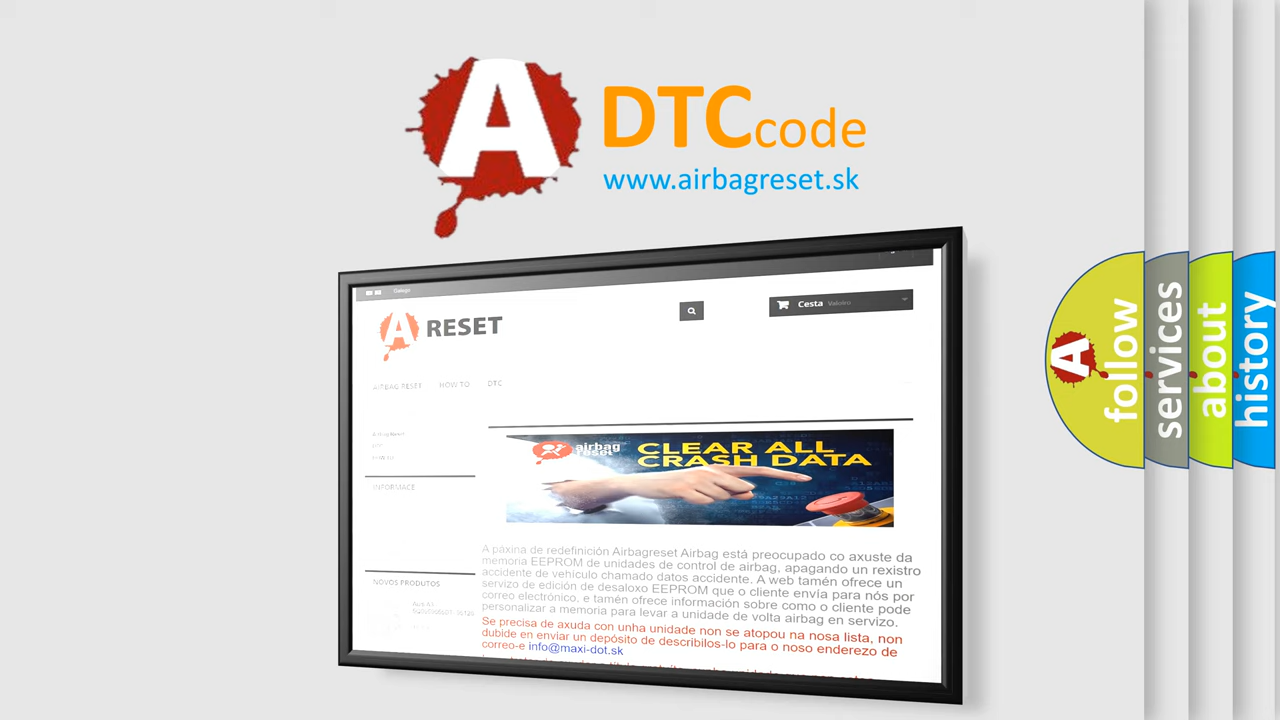 A DTCcode
www.airbagreset.sk
Galego
A RESET
Cesta Valeiro
AIRBAG RESET HOW TO DTC
INFORMACE
airbag
reset
CLEAR ALL
CRASH DATA
A páxina de redefinición Airbagreset Airbag está preocupado co axuste da
memoria EEPROM de unidades de control de airbag, apagando un rexistro
accidente de vehículo chamado datos accidente. A web tamén ofrece un
servizo de edición de desaloxo EEPROM que o cliente envía para nós por
correo electrónico, e tamén ofrece información sobre como o cliente pode
personalizar a memoria para levar a unidade de volta airbag en servizo.
Se precisa de axuda con unha unidade non se atopou na nosa lista, non
dubide en enviar un depósito de describilos-lo para o noso enderezo de
correo-e info@maxi-dot.sk
NOVOS PRODUTOS
A follow
services
about
history